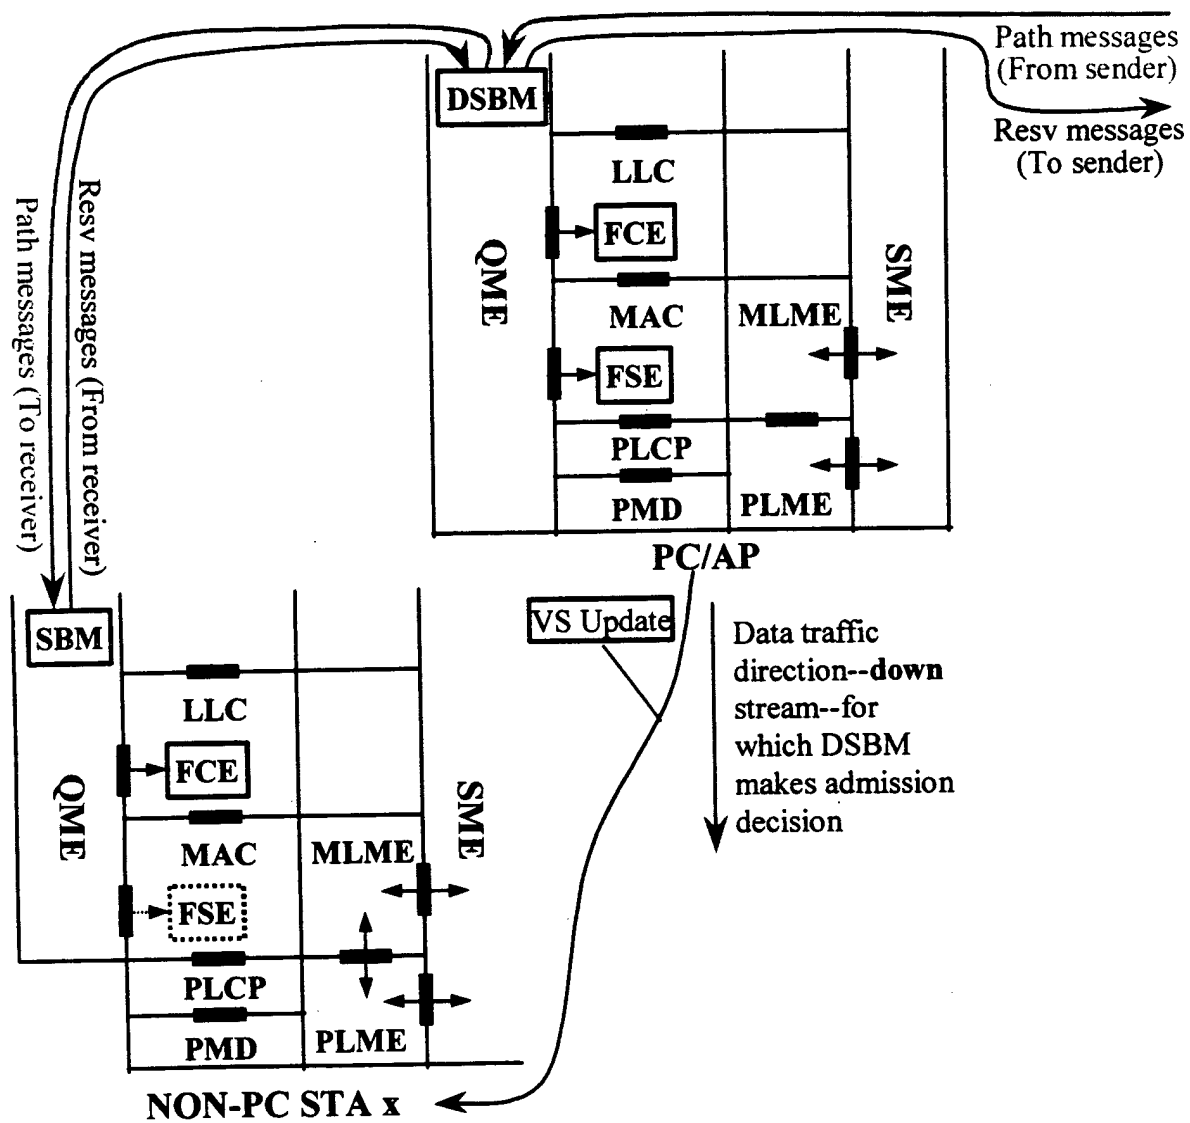 Path messages
(From sender)
Resv messages
(To sender)
DSBM
LLC
FCE
QME
SME
MAC
MLME
FSE
PLCP
PMD
PLME
PC/AP
Path messages (To receiver)
Resv messages (From receiver)
VS Update
Data traffic
direction--down
stream--for
which DSBM
makes admission
decision
SBM
LLC
FCE
QME
SME
MAC
MLME
FSE
PLCP
PMD
PLME
NON-PC STA x